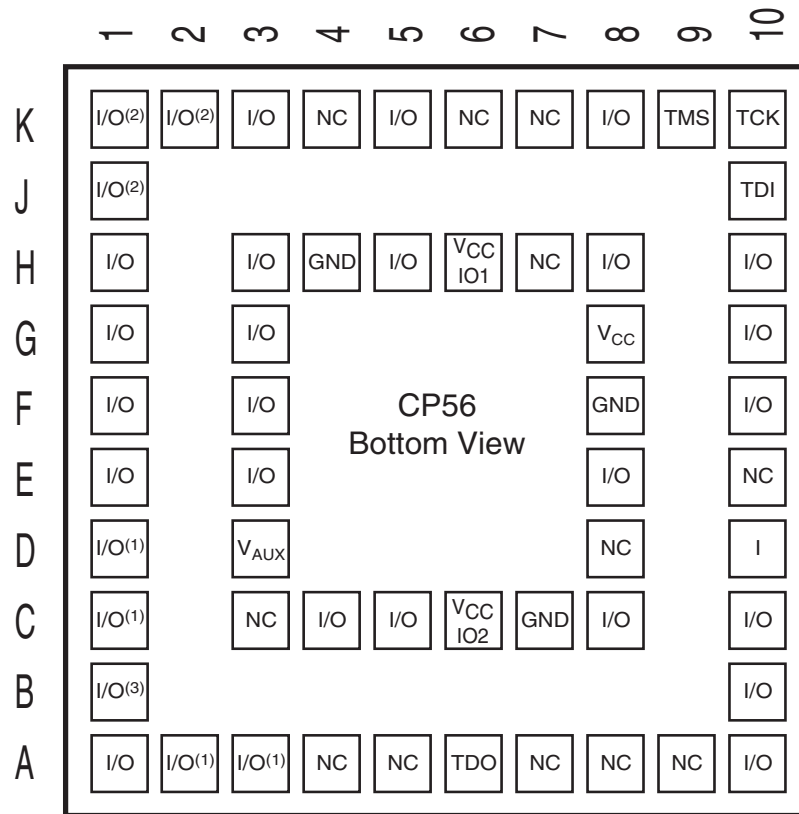 1 2 3 4 5 6 7 8 9 10
K I/O(2) I/O(2) I/O NC I/O NC NC I/O TMS TCK
J I/O(2) TDI
H I/O I/O GND I/O VCC IO1 NC I/O I/O
G I/O I/O VCC I/O
F I/O I/O GND I/O
CP56
Bottom View
E I/O I/O I/O NC
D I/O(1) VAUX NC I
C I/O(1) NC I/O I/O VCC IO2 GND I/O I/O
B I/O(3) I/O
A I/O I/O(1) I/O(1) NC NC TDO NC NC NC I/O